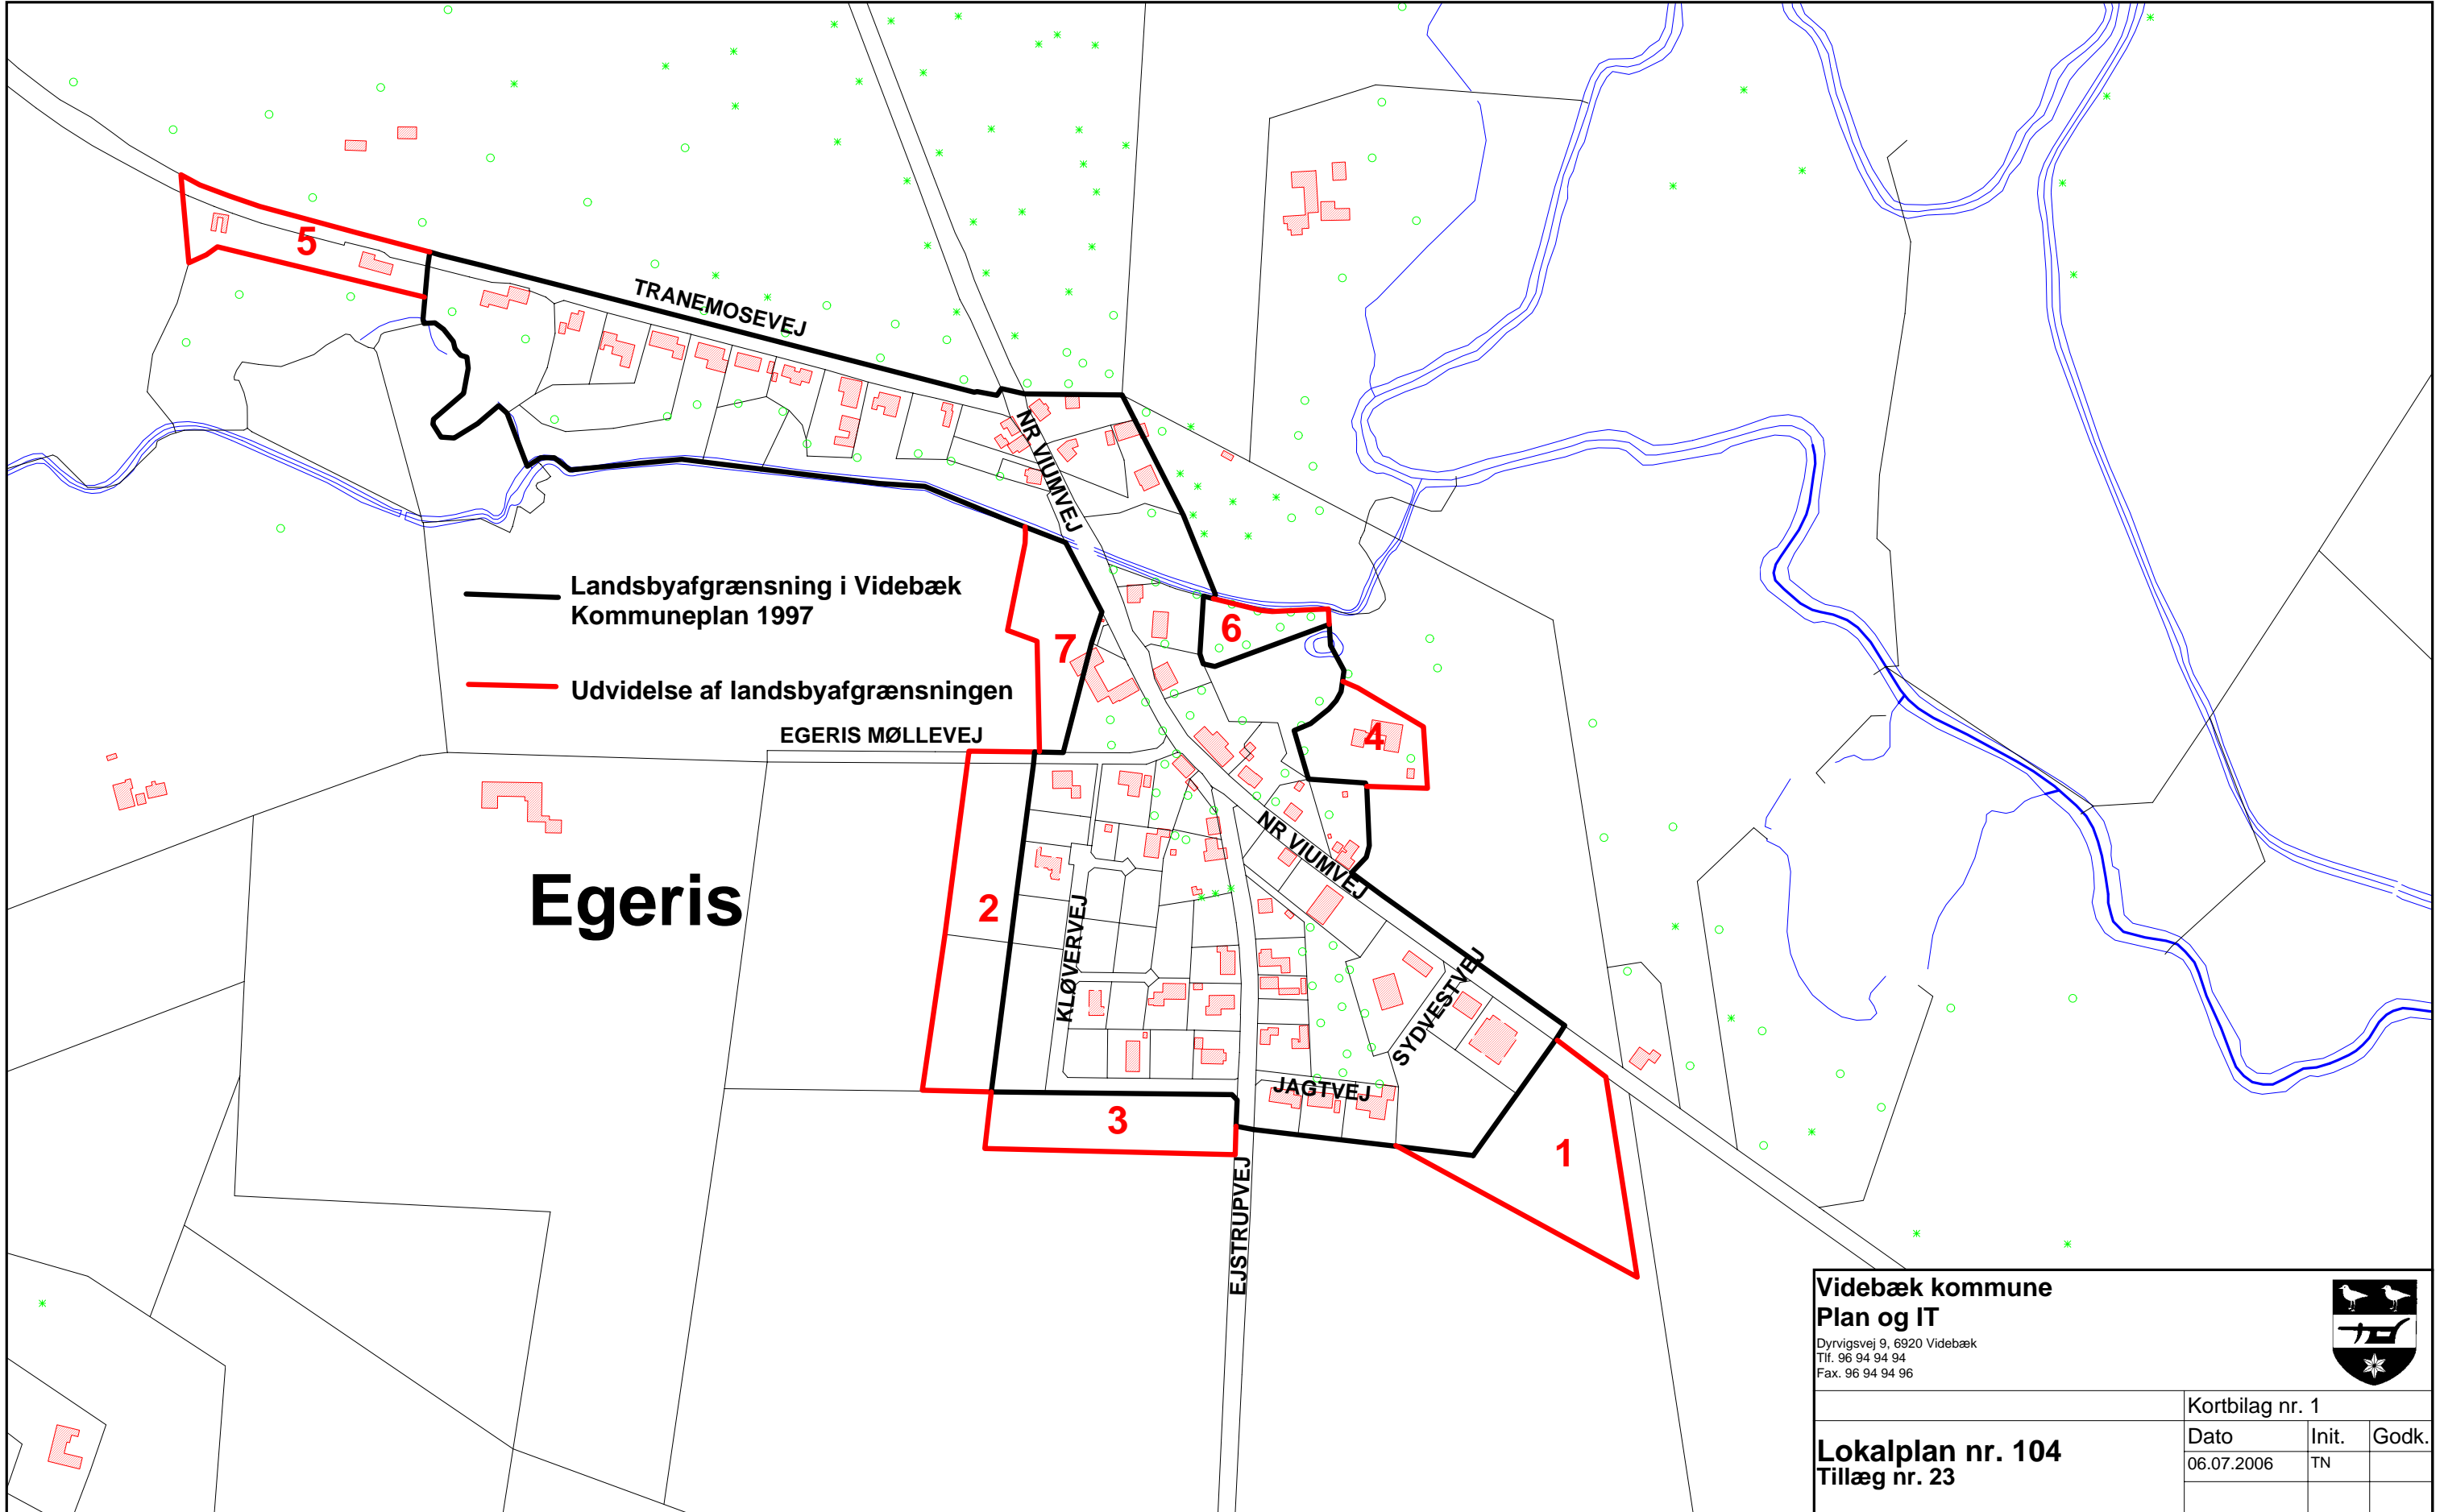 5
TRANEMOSEVEJ
NR VIUMVEJ
Landsbyafgrænsning i Videbæk
Kommuneplan 1997
7
6
Udvidelse af landsbyafgrænsningen
EGERIS MØLLEVEJ
4
NR VIUMVEJ
Egeris
2
KLØVERVEJ
SYDVESTVEJ
JAGTVEJ
3
1
EJSTRUPVEJ
Videbæk kommune
Plan og IT
Dyrvigsvej 9, 6920 Videbæk
Tlf. 96 94 94 94
Fax. 96 94 94 96
Kortbilag nr. 1
Dato Init. Godk.
06.07.2006 TN
Lokalplan nr. 104
Tillæg nr. 23